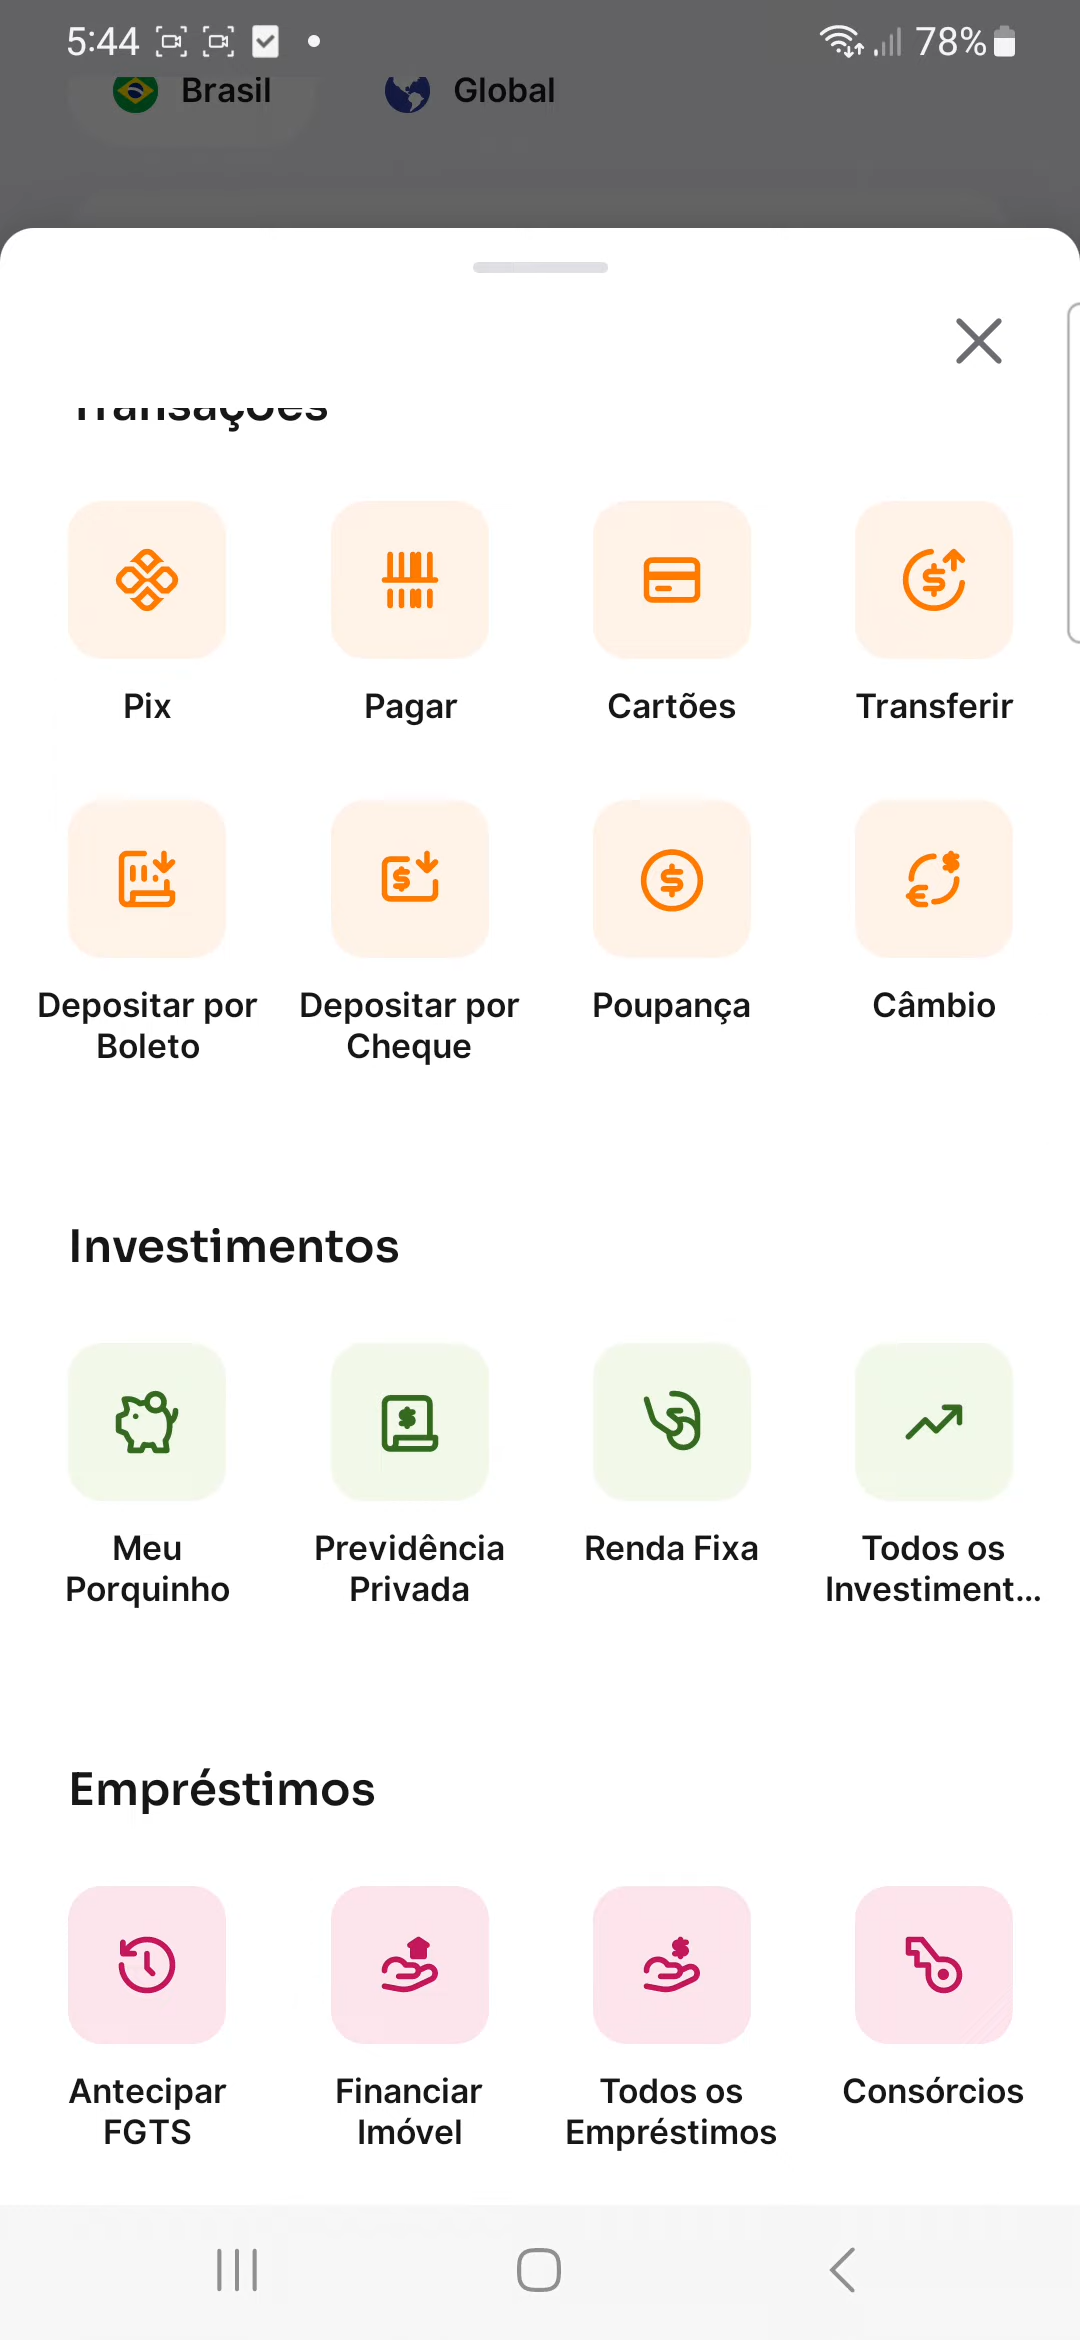 5:44
78%
Brasil
Global
Transações
Pix
Pagar
Cartões
Transferir
Depositar por
Boleto
Depositar por
Cheque
Poupança
Câmbio
Investimentos
Meu
Porquinho
Previdência
Privada
Renda Fixa
Todos os
Investiment...
Empréstimos
Antecipar
FGTS
Financiar
Imóvel
Todos os
Empréstimos
Consórcios